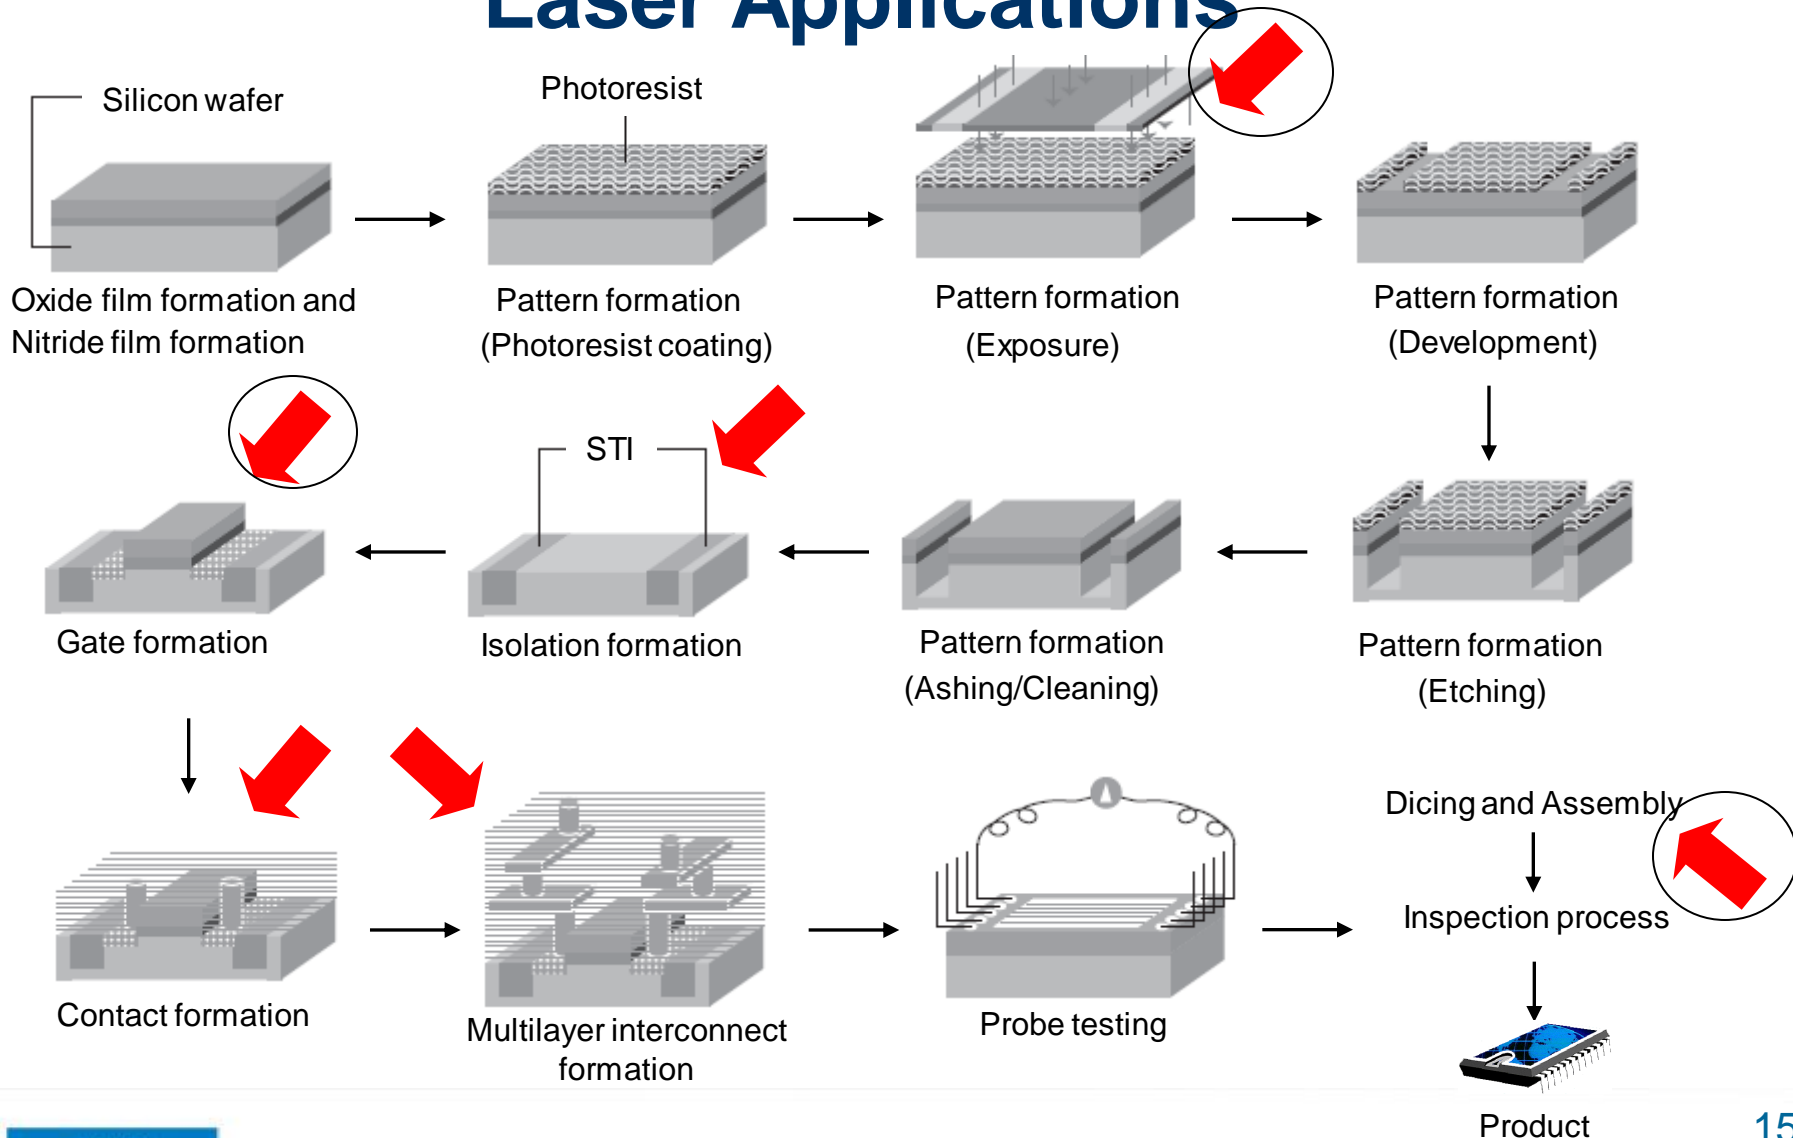 Laser Applications
Silicon wafer
Photoresist
Oxide film formation and
Nitride film formation
Pattern formation
(Photoresist coating)
Pattern formation
(Exposure)
Pattern formation
(Development)
STI
Gate formation
Isolation formation
Pattern formation
(Ashing/Cleaning)
Pattern formation
(Etching)
Contact formation
Multilayer interconnect
formation
Probe testing
Dicing and Assembly
Inspection process
Product
15